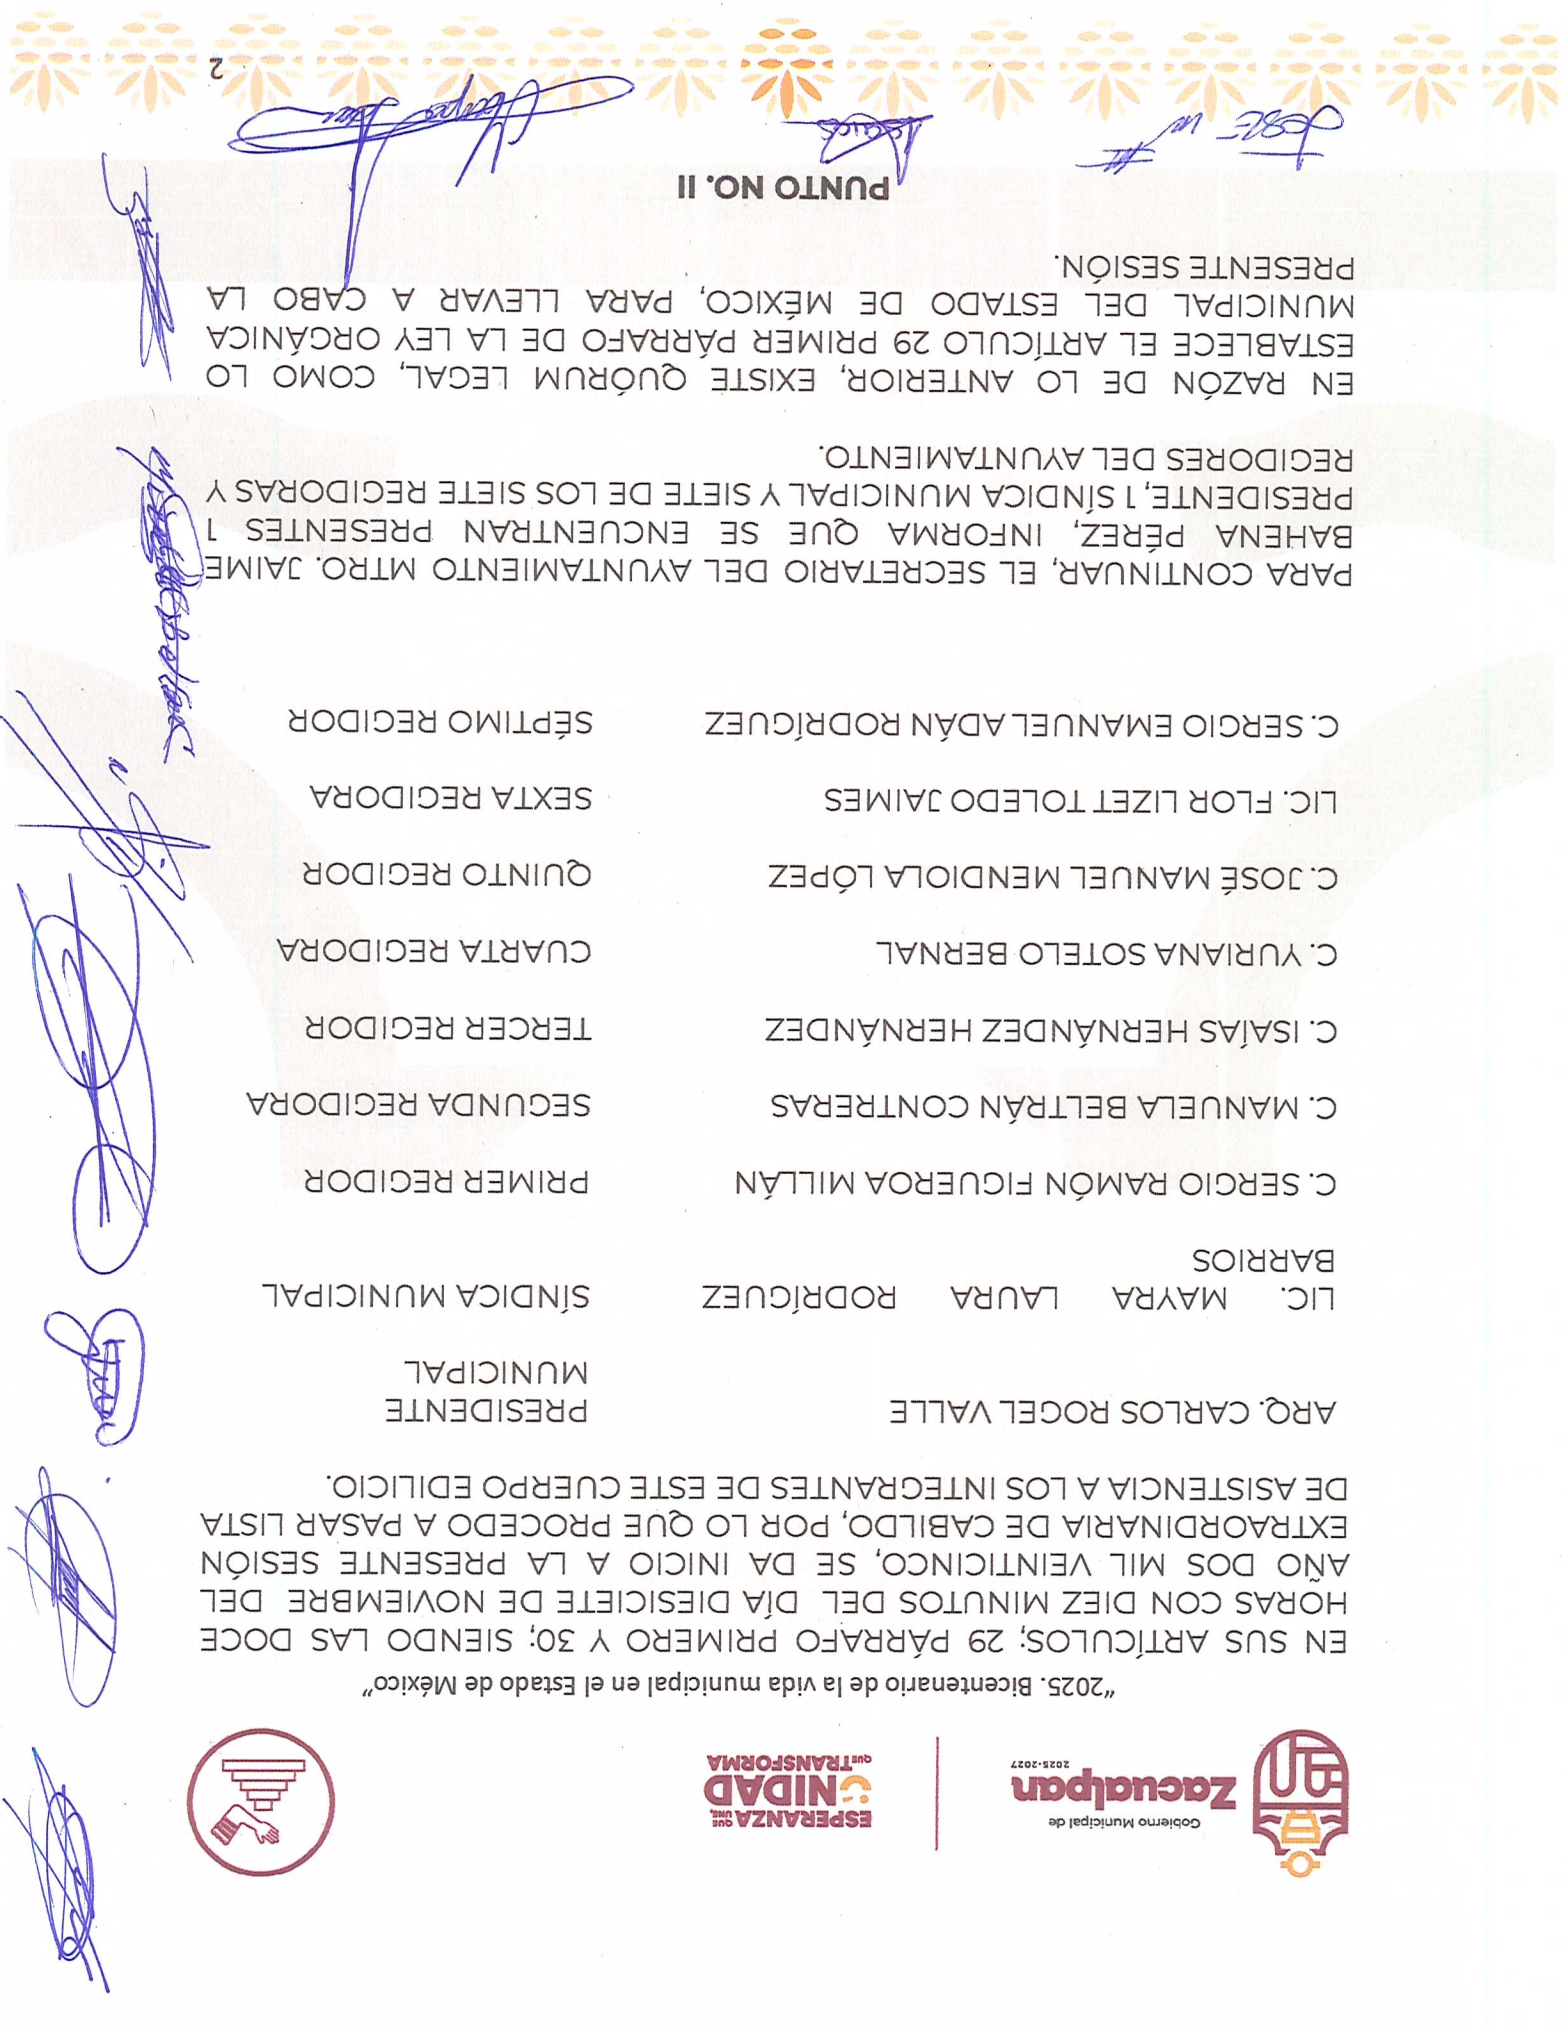 Gobierno Municipal de
Zacualpan
2025-2027
ESPERANZA QUE UNE,
UNIDAD
QUE TRANSFORMA
"2025. Bicentenario de la vida municipal en el Estado de México"
EN SUS ARTÍCULOS; 29 PÁRRAFO PRIMERO Y 30; SIENDO LAS DOCE
HORAS CON DIEZ MINUTOS DEL DÍA DIESISIETE DE NOVIEMBRE DEL
AÑO DOS MIL VEINTICINCO, SE DA INICIO A LA PRESENTE SESIÓN
EXTRAORDINARIA DE CABILDO, POR LO QUE PROCEDO A PASAR LISTA
DE ASISTENCIA A LOS INTEGRANTES DE ESTE CUERPO EDILICIO.
ARQ. CARLOS ROGEL VALLE PRESIDENTE
MUNICIPAL
LIC. MAYRA LAURA RODRÍGUEZ SÍNDICA MUNICIPAL
BARRIOS
C. SERGIO RAMÓN FIGUEROA MILLÁN PRIMER REGIDOR
C. MANUELA BELTRÁN CONTRERAS SEGUNDA REGIDORA
C. ISAÍAS HERNÁNDEZ HERNÁNDEZ TERCER REGIDOR
C. YURIANA SOTELO BERNAL CUARTA REGIDORA
C. JOSÉ MANUEL MENDIOLA LÓPEZ QUINTO REGIDOR
LIC. FLOR LIZET TOLEDO JAIMES SEXTA REGIDORA
C. SERGIO EMANUEL ADÁN RODRÍGUEZ SÉPTIMO REGIDOR
PARA CONTINUAR, EL SECRETARIO DEL AYUNTAMIENTO MTRO. JAIME
BAHENA PÉREZ, INFORMA QUE SE ENCUENTRAN PRESENTES 1
PRESIDENTE, 1 SÍNDICA MUNICIPAL Y SIETE DE LOS SIETE REGIDORAS Y
REGIDORES DEL AYUNTAMIENTO.
EN RAZÓN DE LO ANTERIOR, EXISTE QUÓRUM LEGAL, COMO LO
ESTABLECE EL ARTÍCULO 29 PRIMER PÁRRAFO DE LA LEY ORGÁNICA
MUNICIPAL DEL ESTADO DE MÉXICO, PARA LLEVAR A CABO LA
PRESENTE SESIÓN.
PUNTO NO. II
2